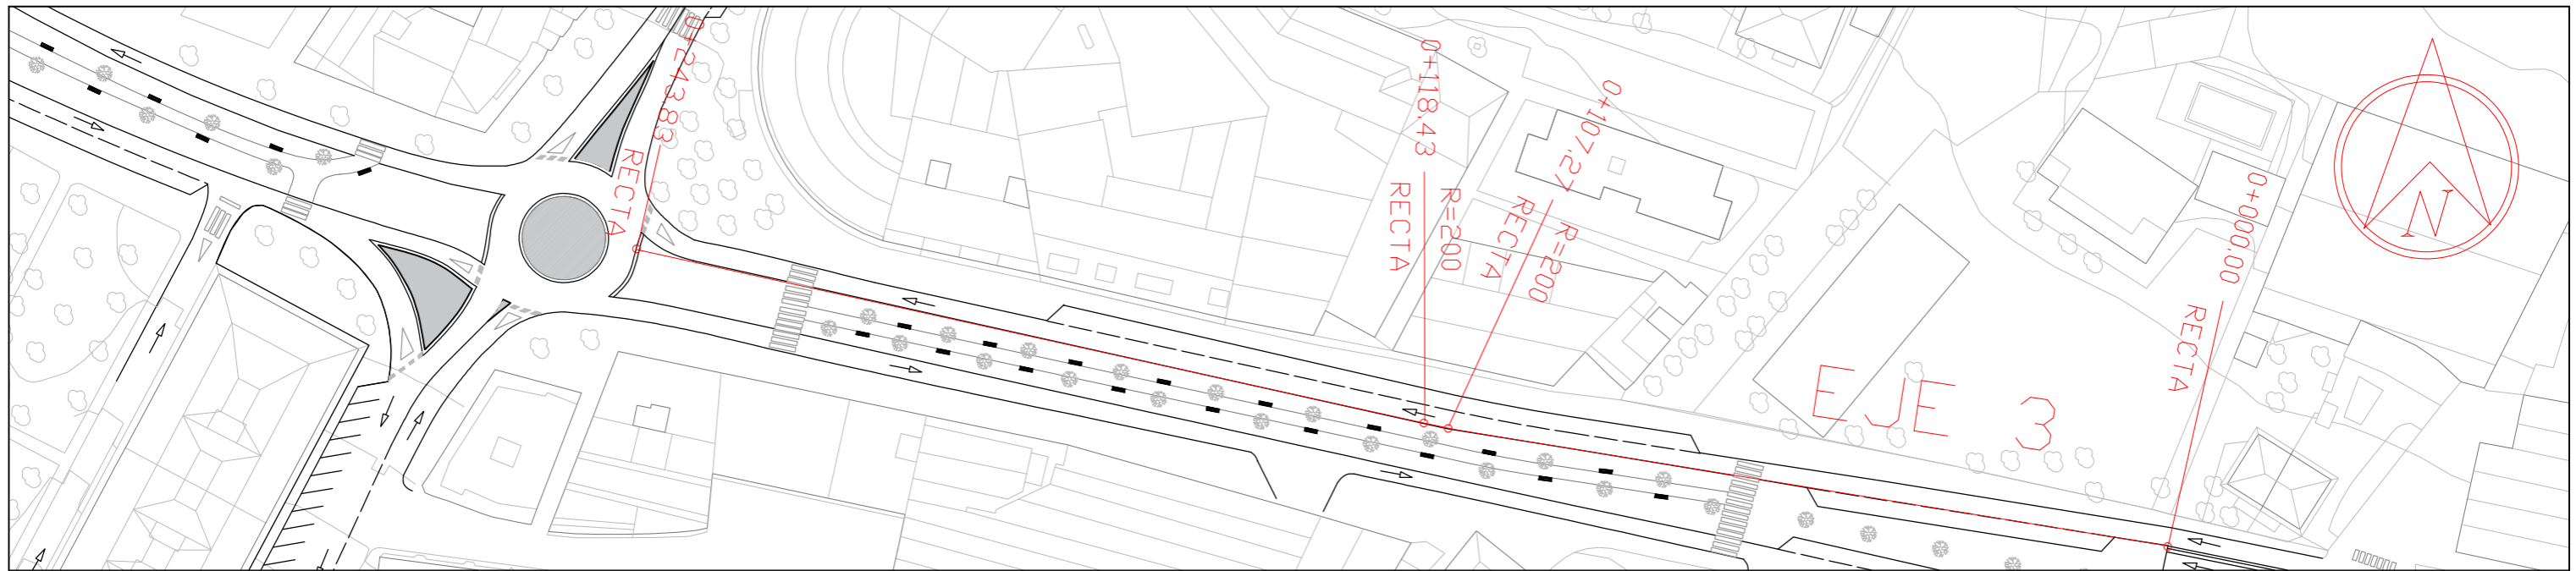 0+243.83
RECTA
0+118.43
RECTA
R=200
0+107.27
RECTA
R=200
0+000.00
RECTA
EJE 3
N